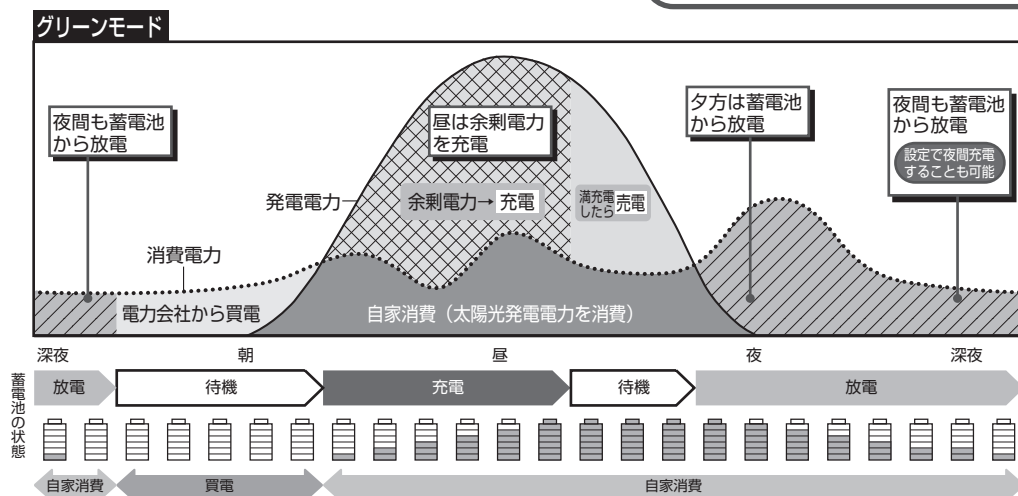 グリーンモード
夜間も蓄電池
から放電
昼は余剰電力
を充電
夕方は蓄電池
から放電
夜間も蓄電池
から放電
設定で夜間充電
することも可能
発電電力
余剰電力→ 充電
満充電
したら 売電
消費電力
電力会社から買電
自家消費（太陽光発電電力を消費）
深夜 朝 昼 夜 深夜
蓄電池の状態
放電 待機 充電 待機 放電
自家消費 買電 自家消費